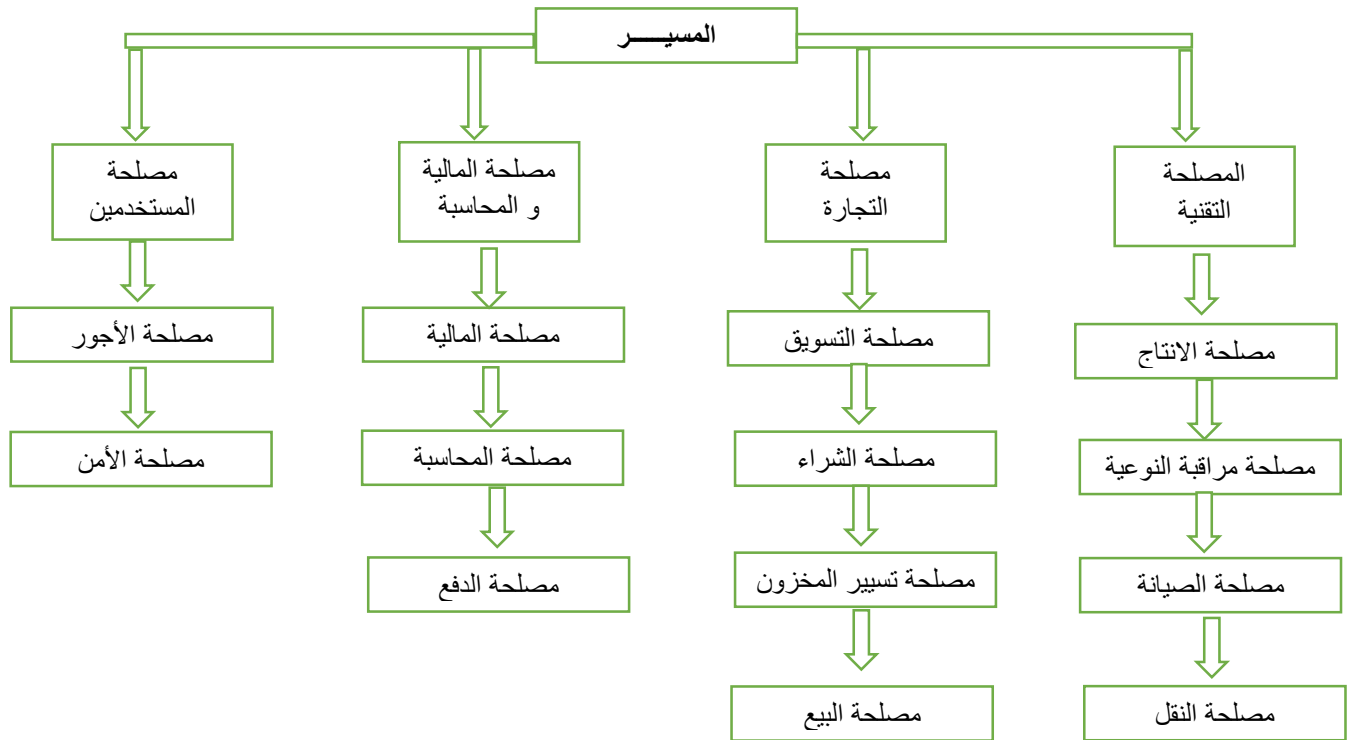 المسيـــــر
المصلحة
التقنية
مصلحة
التجارة
مصلحة المالية
و المحاسبة
مصلحة
المستخدمين
مصلحة الانتاج
مصلحة التسويق
مصلحة المالية
مصلحة الأجور
مصلحة مراقبة النوعية
مصلحة الشراء
مصلحة المحاسبة
مصلحة الأمن
مصلحة الصيانة
مصلحة تسيير المخزون
مصلحة الدفع
مصلحة النقل
مصلحة البيع